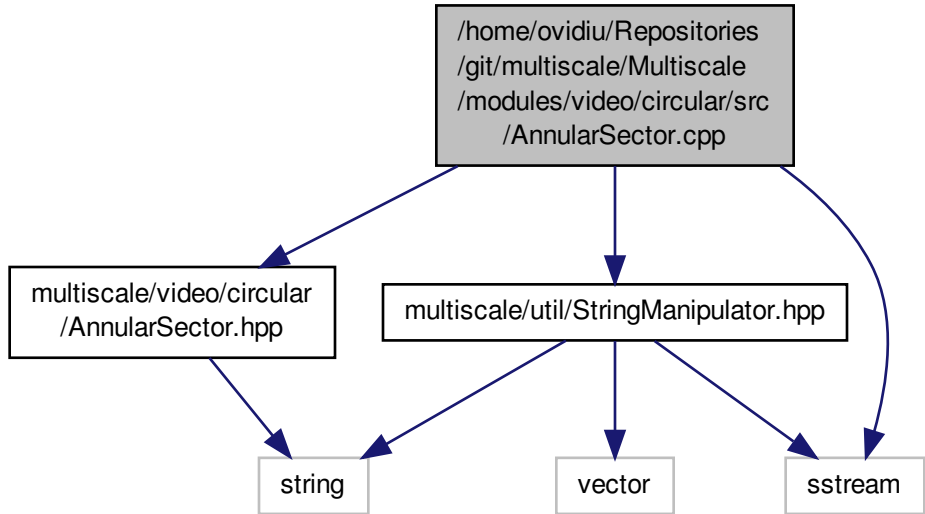 /home/ovidiu/Repositories
/git/multiscale/Multiscale
/modules/video/circular/src
/AnnularSector.cpp
multiscale/video/circular
/AnnularSector.hpp
multiscale/util/StringManipulator.hpp
string
vector
sstream